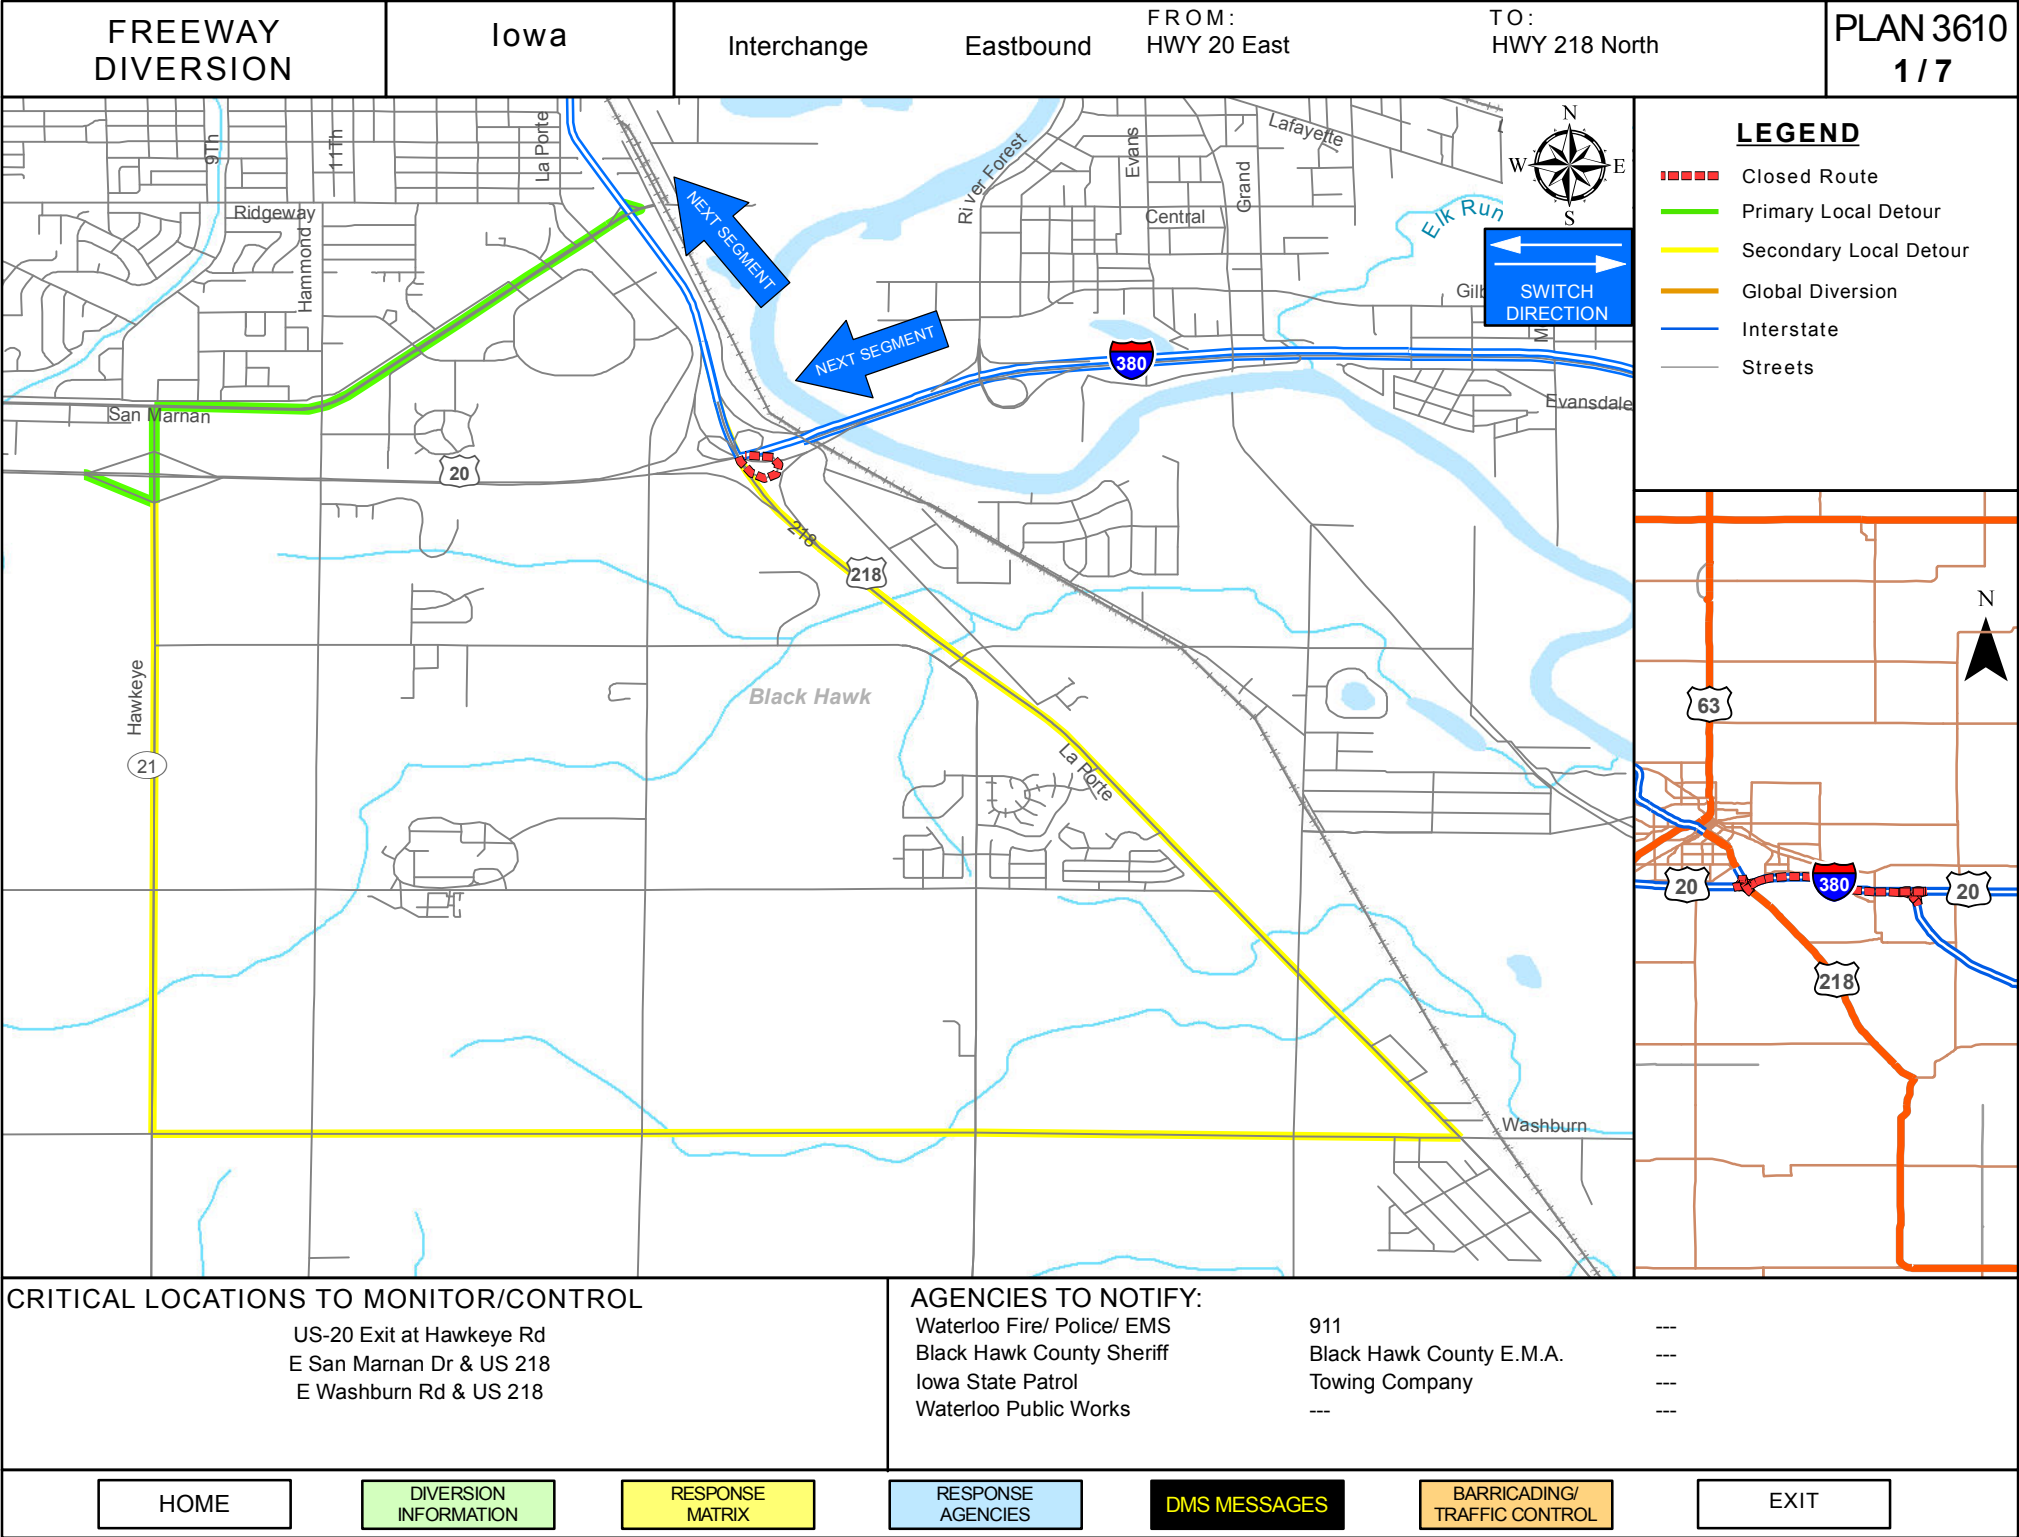 FREEWAY
DIVERSION
Iowa
Interchange
Eastbound
FROM:
HWY 20 East
TO:
HWY 218 North
PLAN 3610
1 / 7
9Th
11Th
La Porte
Ridgeway
Hammond
River Forest
Evans
Lafayette
Grand
Central
Elk Run
N
W
E
S
NEXT SEGMENT
NEXT SEGMENT
SWITCH
DIRECTION
380
Evansdale
San Marnan
20
218
218
Hawkeye
21
Black Hawk
La Porte
Washburn
LEGEND
Closed Route
Primary Local Detour
Secondary Local Detour
Global Diversion
Interstate
Streets
N
63
20
380
20
218
CRITICAL LOCATIONS TO MONITOR/CONTROL
US-20 Exit at Hawkeye Rd
E San Marnan Dr & US 218
E Washburn Rd & US 218
AGENCIES TO NOTIFY:
Waterloo Fire/ Police/ EMS 911 ---
Black Hawk County Sheriff Black Hawk County E.M.A. ---
Iowa State Patrol Towing Company ---
Waterloo Public Works --- ---
HOME
DIVERSION
INFORMATION
RESPONSE
MATRIX
RESPONSE
AGENCIES
DMS MESSAGES
BARRICADING/
TRAFFIC CONTROL
EXIT